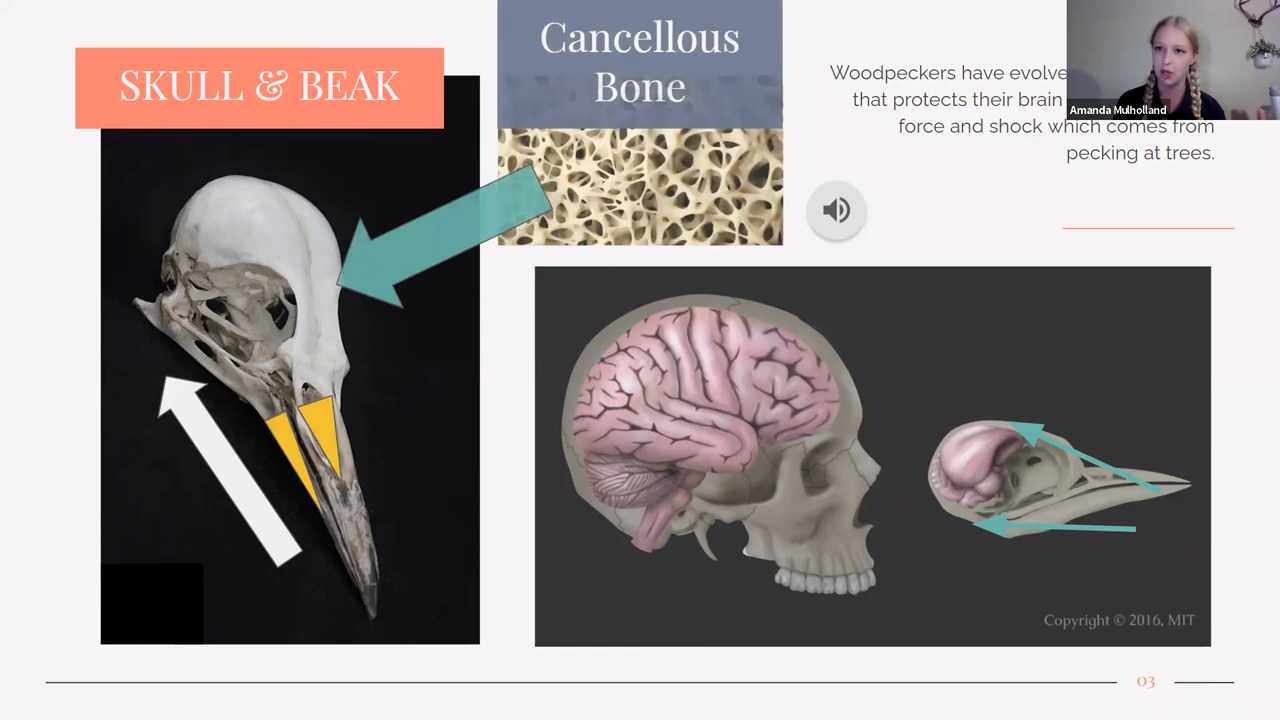 SKULL & BEAK
Cancellous
Bone
Woodpeckers have evolve
that protects their brain
force and shock which comes from
pecking at trees.
Amanda Mulholland
Copyright © 2016, MIT
03